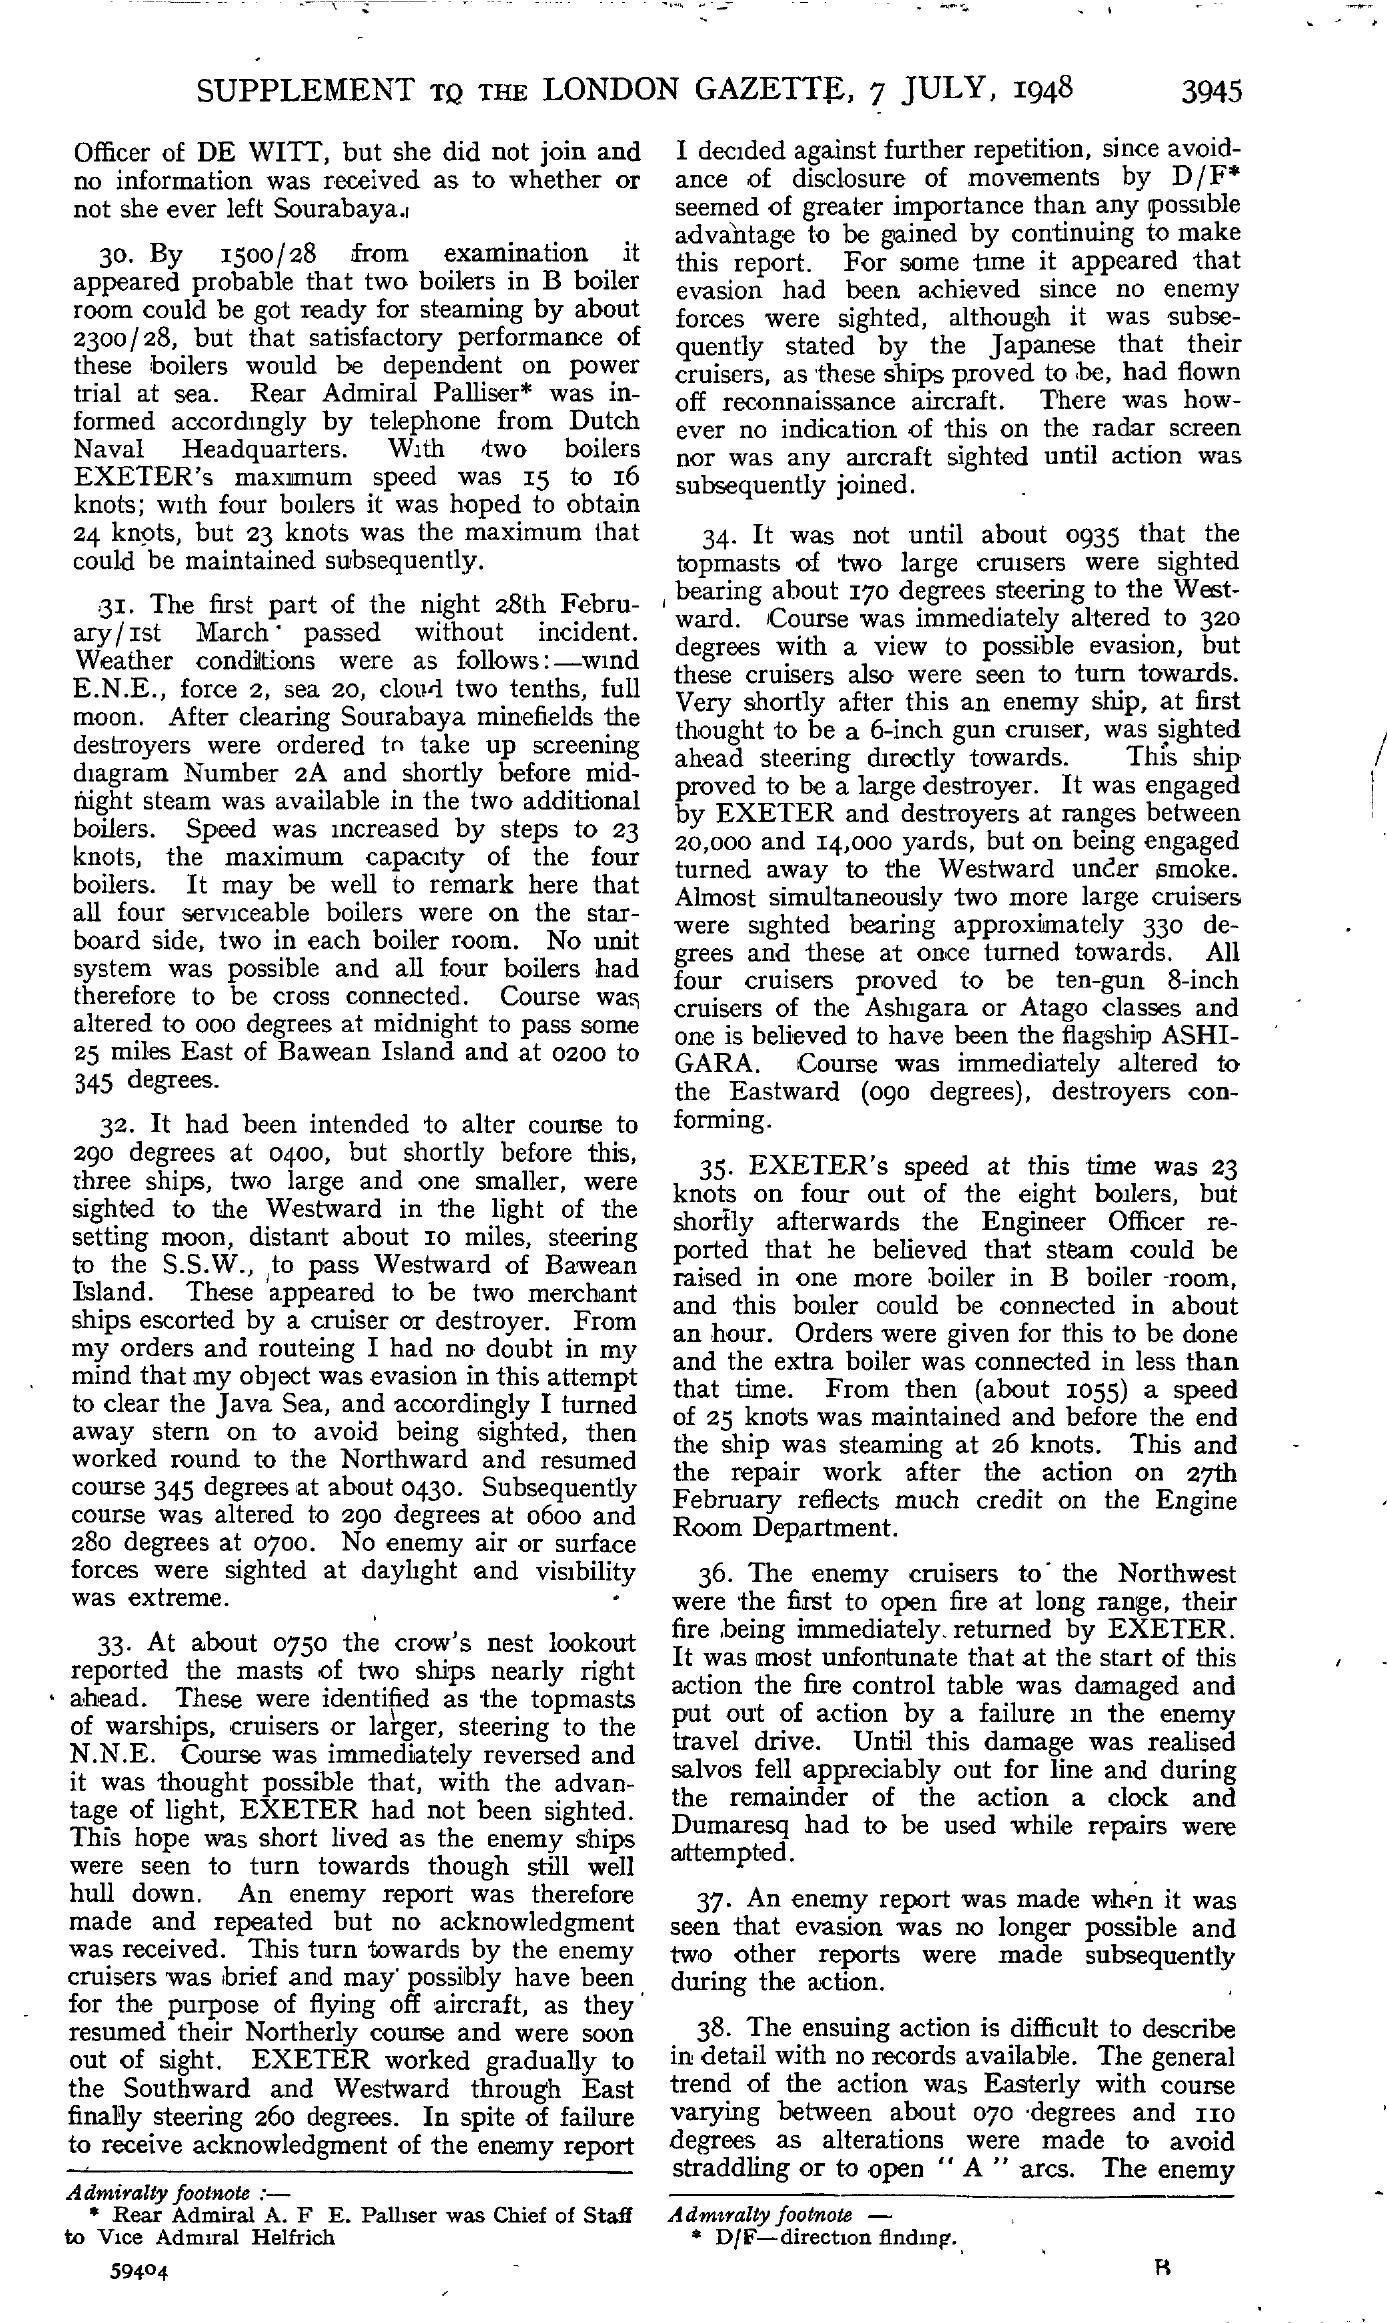 SUPPLEMENT TO THE LONDON GAZETTE, 7 JULY, 1948 3945
Officer of DE WITT, but she did not join and
no information was received as to whether or
not she ever left Sourabaya.
30. By 1500/28 from examination it
appeared probable that two boilers in B boiler
room could be got ready for steaming by about
2300/28, but that satisfactory performance of
these boilers would be dependent on power
trial at sea. Rear Admiral Palliser* was in-
formed accordingly by telephone from Dutch
Naval Headquarters. With two boilers
EXETER's maximum speed was 15 to 16
knots; with four boilers it was hoped to obtain
24 knots, but 23 knots was the maximum that
could be maintained subsequently.
31. The first part of the night 28th Febru-
ary/1st March passed without incident.
Weather conditions were as follows:—wind
E.N.E., force 2, sea 20, cloud two tenths, full
moon. After clearing Sourabaya minefields the
destroyers were ordered to take up screening
diagram Number 2A and shortly before mid-
night steam was available in the two additional
boilers. Speed was increased by steps to 23
knots, the maximum capacity of the four
boilers. It may be well to remark here that
all four serviceable boilers were on the star-
board side, two in each boiler room. No unit
system was possible and all four boilers had
therefore to be cross connected. Course was
altered to 000 degrees at midnight to pass some
25 miles East of Bawean Island and at 0200 to
345 degrees.
32. It had been intended to alter course to
290 degrees at 0400, but shortly before this,
three ships, two large and one smaller, were
sighted to the Westward in the light of the
setting moon, distant about 10 miles, steering
to the S.S.W., to pass Westward of Bawean
Island. These appeared to be two merchant
ships escorted by a cruiser or destroyer. From
my orders and routeing I had no doubt in my
mind that my object was evasion in this attempt
to clear the Java Sea, and accordingly I turned
away stern on to avoid being sighted, then
worked round to the Northward and resumed
course 345 degrees at about 0430. Subsequently
course was altered to 290 degrees at 0600 and
280 degrees at 0700. No enemy air or surface
forces were sighted at daylight and visibility
was extreme.
33. At about 0750 the crow's nest lookout
reported the masts of two ships nearly right
ahead. These were identified as the topmasts
of warships, cruisers or larger, steering to the
N.N.E. Course was immediately reversed and
it was thought possible that, with the advan-
tage of light, EXETER had not been sighted.
This hope was short lived as the enemy ships
were seen to turn towards though still well
hull down. An enemy report was therefore
made and repeated but no acknowledgment
was received. This turn towards by the enemy
cruisers was brief and may possibly have been
for the purpose of flying off aircraft, as they
resumed their Northerly course and were soon
out of sight. EXETER worked gradually to
the Southward and Westward through East
finally steering 260 degrees. In spite of failure
to receive acknowledgment of the enemy report
Admiralty footnote :—
* Rear Admiral A. F E. Palliser was Chief of Staff
to Vice Admiral Helfrich
59404
I decided against further repetition, since avoid-
ance of disclosure of movements by D/F*
seemed of greater importance than any possible
advantage to be gained by continuing to make
this report. For some time it appeared that
evasion had been achieved since no enemy
forces were sighted, although it was subse-
quently stated by the Japanese that their
cruisers, as these ships proved to be, had flown
off reconnaissance aircraft. There was how-
ever no indication of this on the radar screen
nor was any aircraft sighted until action was
subsequently joined.
34. It was not until about 0935 that the
topmasts of two large cruisers were sighted
bearing about 170 degrees steering to the West-
ward. Course was immediately altered to 320
degrees with a view to possible evasion, but
these cruisers also were seen to turn towards.
Very shortly after this an enemy ship, at first
thought to be a 6-inch gun cruiser, was sighted
ahead steering directly towards. This ship
proved to be a large destroyer. It was engaged
by EXETER and destroyers at ranges between
20,000 and 14,000 yards, but on being engaged
turned away to the Westward under smoke.
Almost simultaneously two more large cruisers
were sighted bearing approximately 330 de-
grees and these at once turned towards. All
four cruisers proved to be ten-gun 8-inch
cruisers of the Ashigara or Atago classes and
one is believed to have been the flagship ASHI-
GARA. Course was immediately altered to
the Eastward (090 degrees), destroyers con-
forming.
35. EXETER's speed at this time was 23
knots on four out of the eight boilers, but
shortly afterwards the Engineer Officer re-
ported that he believed that steam could be
raised in one more boiler in B boiler room,
and this boiler could be connected in about
an hour. Orders were given for this to be done
and the extra boiler was connected in less than
that time. From then (about 1055) a speed
of 25 knots was maintained and before the end
the ship was steaming at 26 knots. This and
the repair work after the action on 27th
February reflects much credit on the Engine
Room Department.
36. The enemy cruisers to the Northwest
were the first to open fire at long range, their
fire being immediately returned by EXETER.
It was most unfortunate that at the start of this
action the fire control table was damaged and
put out of action by a failure in the enemy
travel drive. Until this damage was realised
salvos fell appreciably out for line and during
the remainder of the action a clock and
Dumaresq had to be used while repairs were
attempted.
37. An enemy report was made when it was
seen that evasion was no longer possible and
two other reports were made subsequently
during the action.
38. The ensuing action is difficult to describe
in detail with no records available. The general
trend of the action was Easterly with course
varying between about 070 degrees and 110
degrees as alterations were made to avoid
straddling or to open " A " arcs. The enemy
Admiralty footnote —
* D/F—direction finding.
B